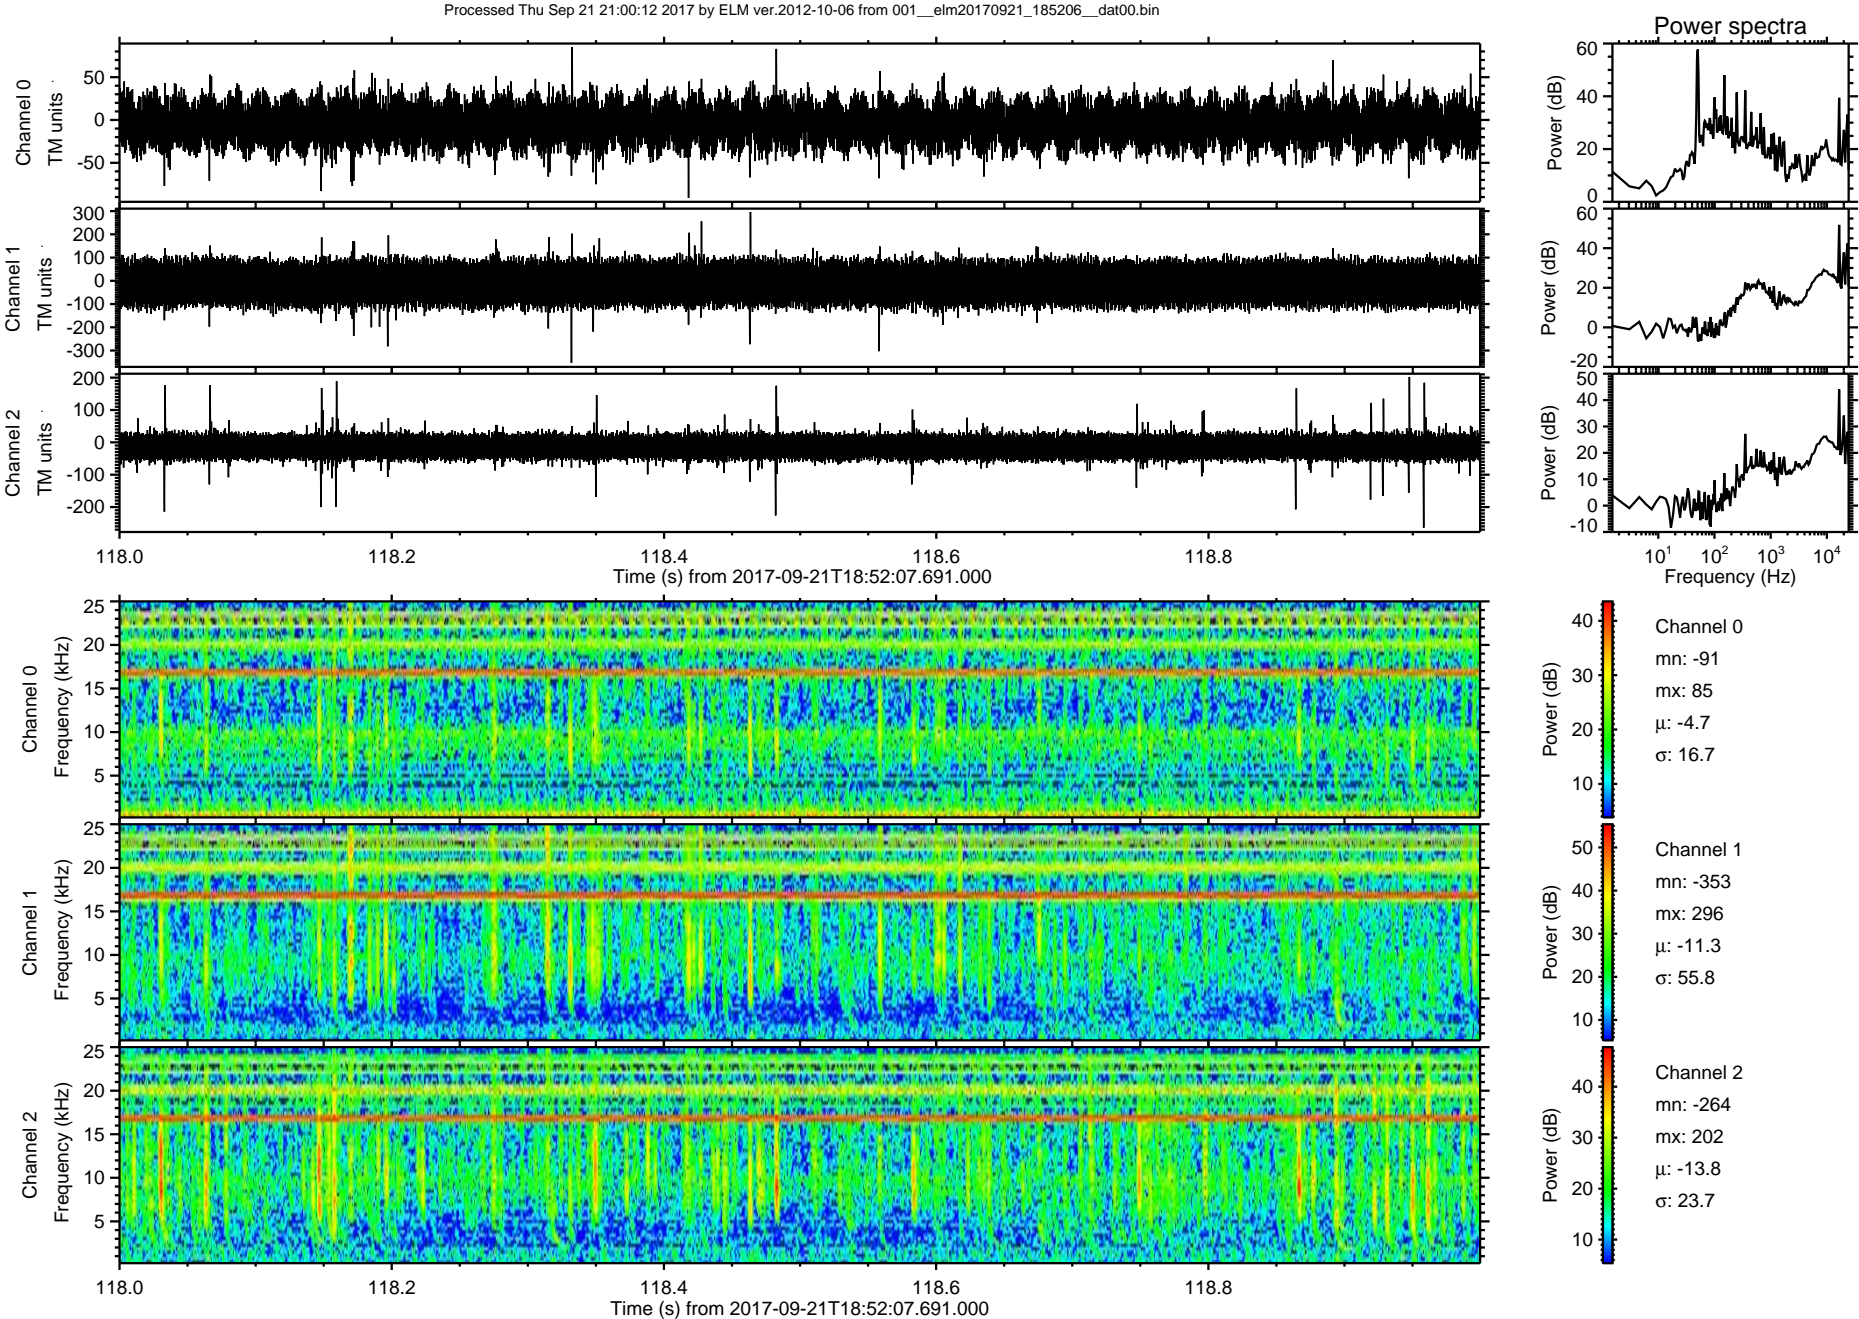 Processed Thu Sep 21 21:00:12 2017 by ELM ver.2012-10-06 from 001__elm20170921_185206__dat00.bin
Power spectra
Channel 0
TM units
50
0
-50
Power (dB)
60
40
20
0
Channel 1
TM units
300
200
100
0
-100
-200
-300
Power (dB)
60
40
20
0
-20
Channel 2
TM units
200
100
0
-100
-200
Power (dB)
50
40
30
20
10
0
-10
118.0 118.2 118.4 118.6 118.8
Time (s) from 2017-09-21T18:52:07.691.000
10^1 10^2 10^3 10^4
Frequency (Hz)
Channel 0
Frequency (kHz)
25
20
15
10
5
Power (dB)
40
30
20
10
Channel 0
mn: -91
mx: 85
μ: -4.7
σ: 16.7
Channel 1
Frequency (kHz)
25
20
15
10
5
Power (dB)
50
40
30
20
10
Channel 1
mn: -353
mx: 296
μ: -11.3
σ: 55.8
Channel 2
Frequency (kHz)
25
20
15
10
5
Power (dB)
40
30
20
10
Channel 2
mn: -264
mx: 202
μ: -13.8
σ: 23.7
118.0 118.2 118.4 118.6 118.8
Time (s) from 2017-09-21T18:52:07.691.000